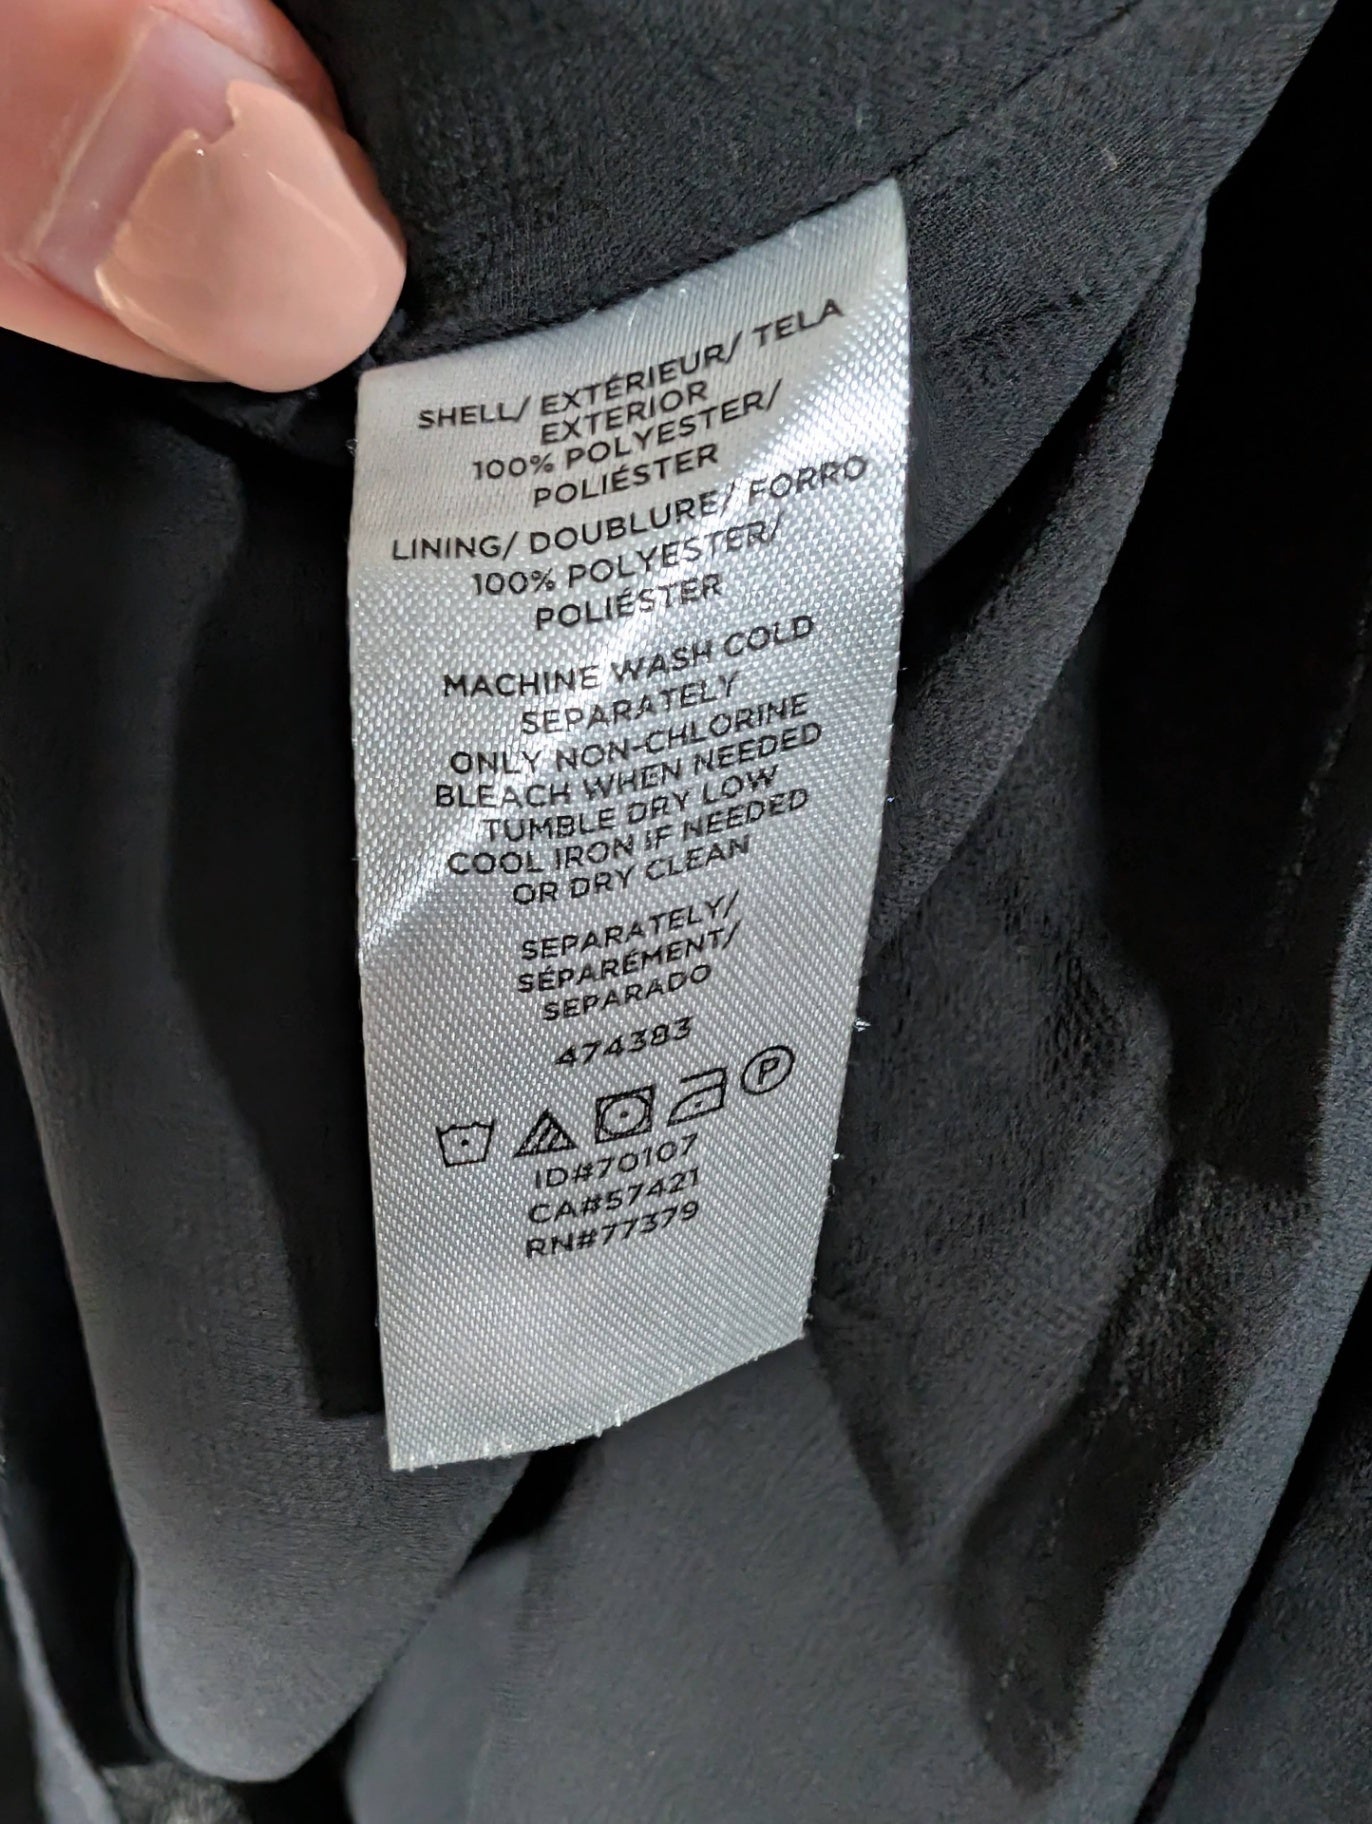 SHELL/ EXTÉRIEUR/ TELA
EXTERIOR
100% POLYESTER/
POLIÉSTER
LINING/ DOUBLURE/ FORRO
100% POLYESTER/
POLIÉSTER
MACHINE WASH COLD
SEPARATELY
ONLY NON-CHLORINE
BLEACH WHEN NEEDED
TUMBLE DRY LOW
COOL IRON IF NEEDED
OR DRY CLEAN
SEPARATELY/
SÉPARÉMENT/
SEPARADO
474383
P
ID#70107
CA#57421
RN#77379